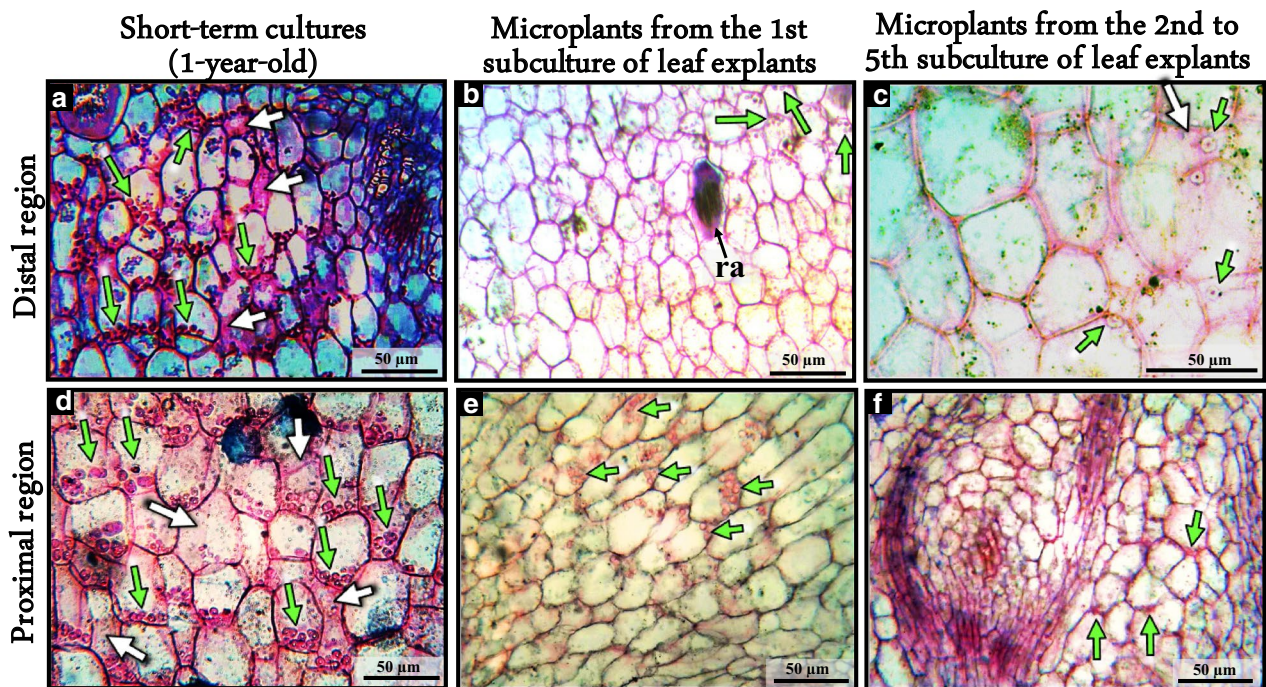 Short-term cultures
(1-year-old)
Microplants from the 1st
subculture of leaf explants
Microplants from the 2nd to
5th subculture of leaf explants
Distal region
a
50 µm
b
ra
50 µm
c
50 µm
Proximal region
d
50 µm
e
50 µm
f
50 µm